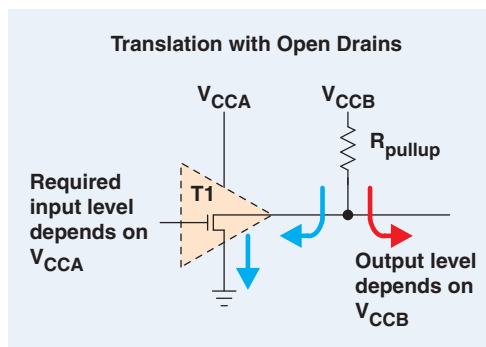 Translation with Open Drains
VCCA
VCCB
Rpullup
T1
Required
input level
depends on
VCCA
Output level
depends on
VCCB